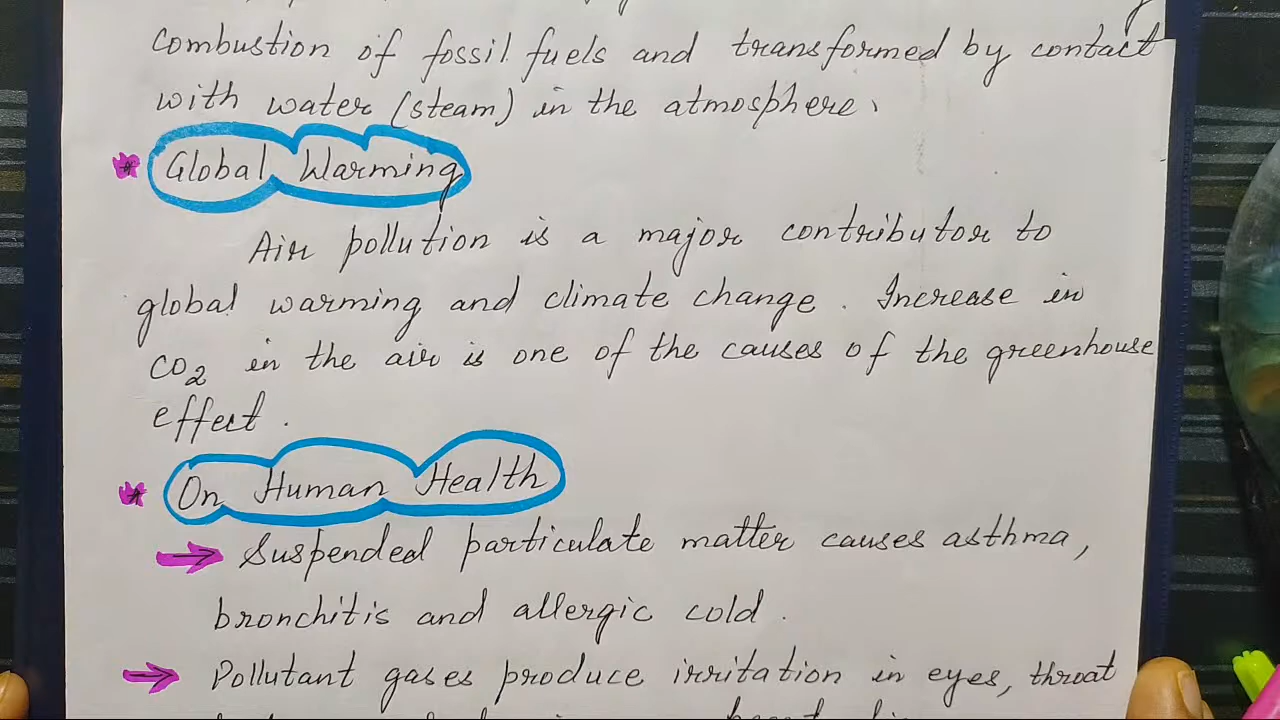 combustion of fossil fuels and transformed by contact
with water (steam) in the atmosphere.
* Global Warming
Air pollution is a major contributor to
global warming and climate change. Increase in
CO2 in the air is one of the causes of the greenhouse
effect.
* On Human Health
→ Suspended particulate matter causes asthma,
bronchitis and allergic cold.
→ Pollutant gases produce irritation in eyes, throat